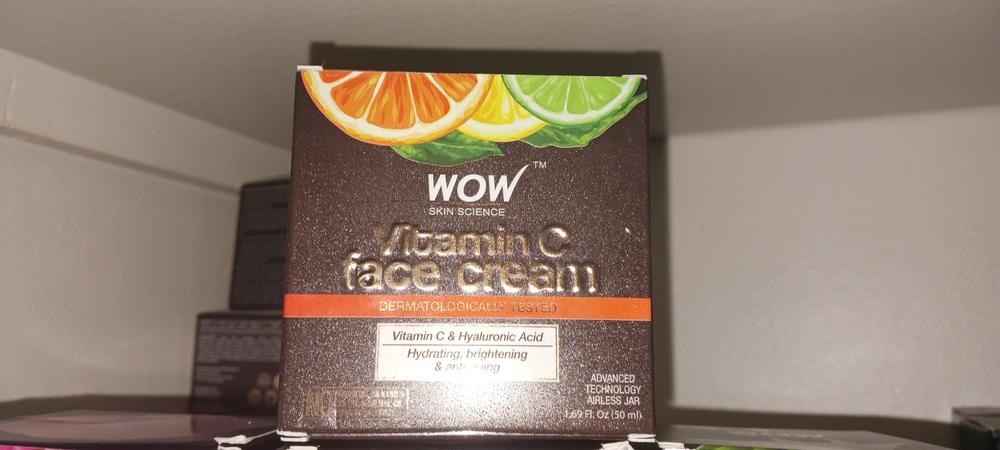 WOW™
SKIN SCIENCE
Vitamin C
face cream
DERMATOLOGICALLY TESTED
Vitamin C & Hyaluronic Acid
Hydrating, brightening
&
ADVANCED
TECHNOLOGY
AIRLESS JAR
1.69 Fl. Oz (50 ml)